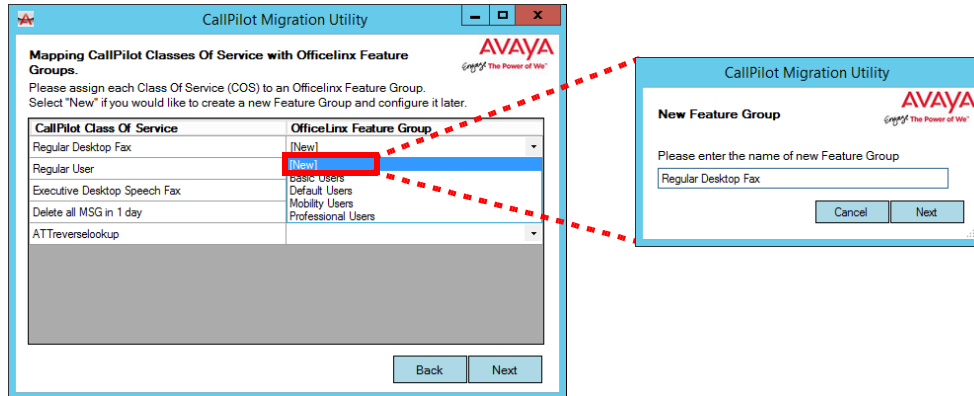 CallPilot Migration Utility
Mapping CallPilot Classes Of Service with Officelinx Feature
Groups.
AVAYA
Engage The Power of We™
Please assign each Class Of Service (COS) to an Officelinx Feature Group.
Select "New" if you would like to create a new Feature Group and configure it later.
CallPilot Class Of Service OfficeLinx Feature Group
Regular Desktop Fax [New]
Regular User
Executive Desktop Speech Fax
Delete all MSG in 1 day
ATTreverselookup
[New]
Basic Users
Default Users
Mobility Users
Professional Users
Back Next
CallPilot Migration Utility
New Feature Group
AVAYA
Engage The Power of We™
Please enter the name of new Feature Group
Regular Desktop Fax
Cancel Next